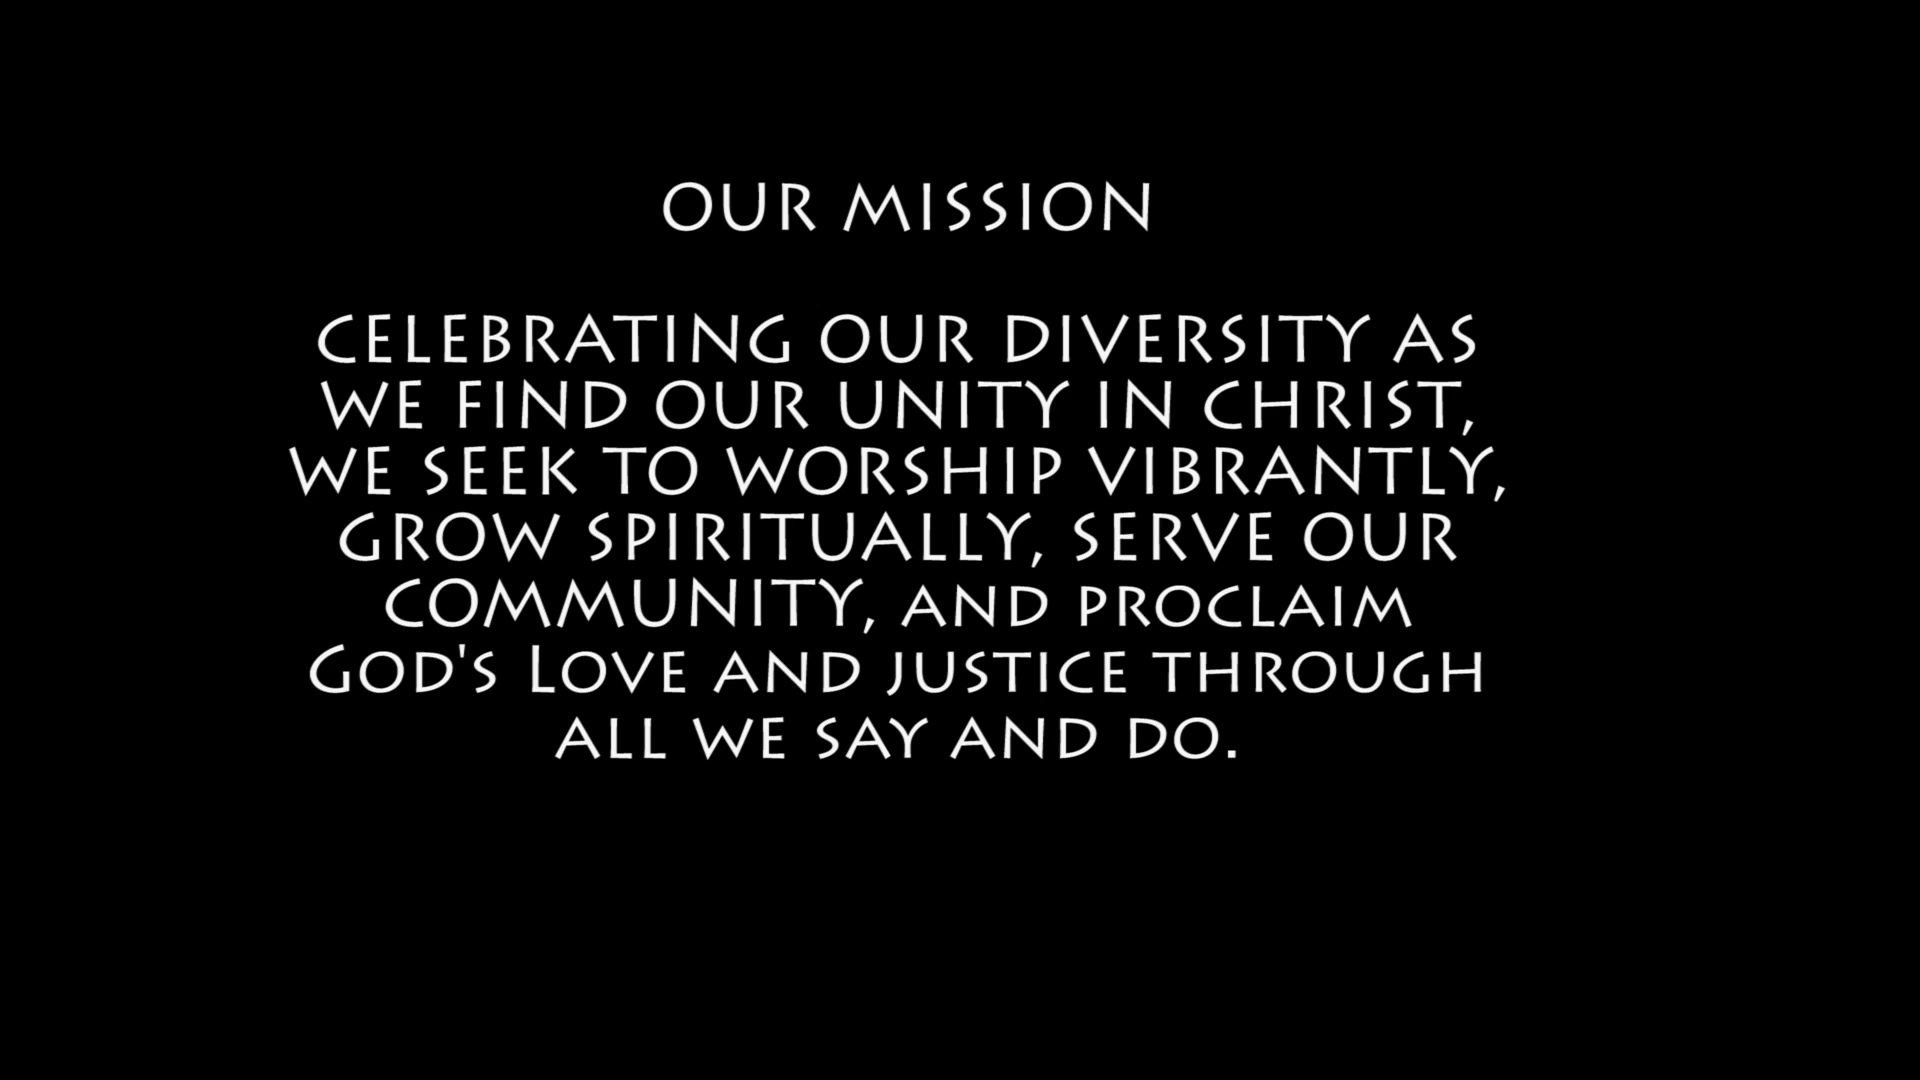 OUR MISSION
CELEBRATING OUR DIVERSITY AS
WE FIND OUR UNITY IN CHRIST,
WE SEEK TO WORSHIP VIBRANTLY,
GROW SPIRITUALLY, SERVE OUR
COMMUNITY, and proclaim
God's Love and justice through
all we say and do.